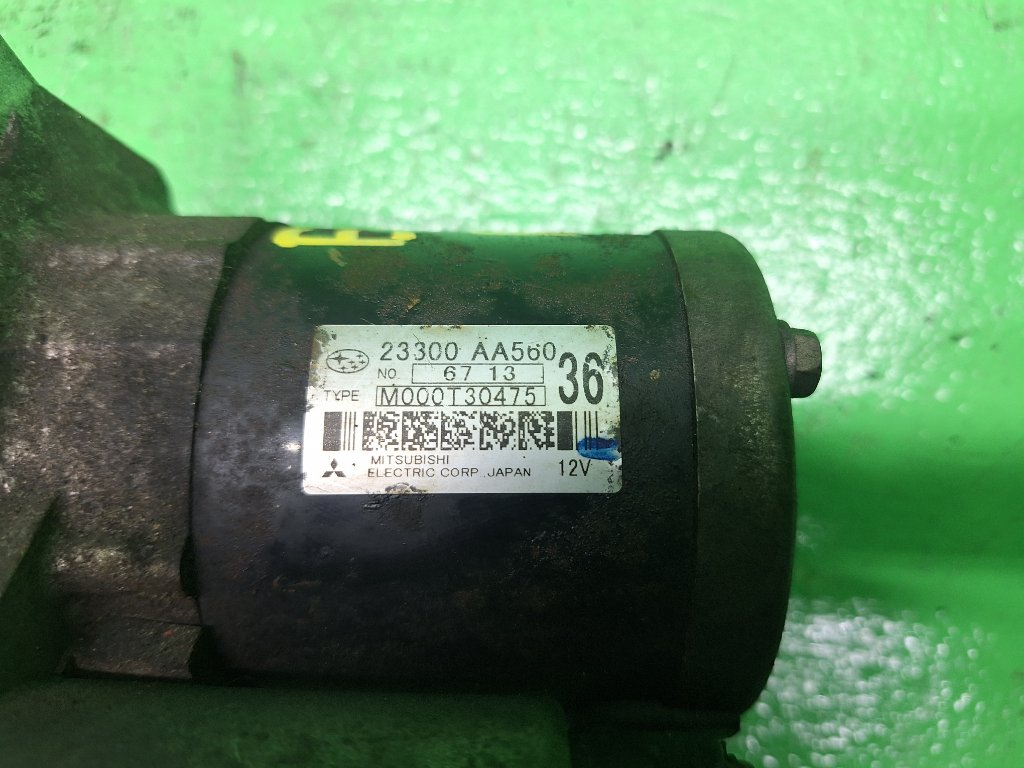 23300 AA560
NO 67 13 36
TYPE M000T30475
MITSUBISHI
ELECTRIC CORP. JAPAN 12V